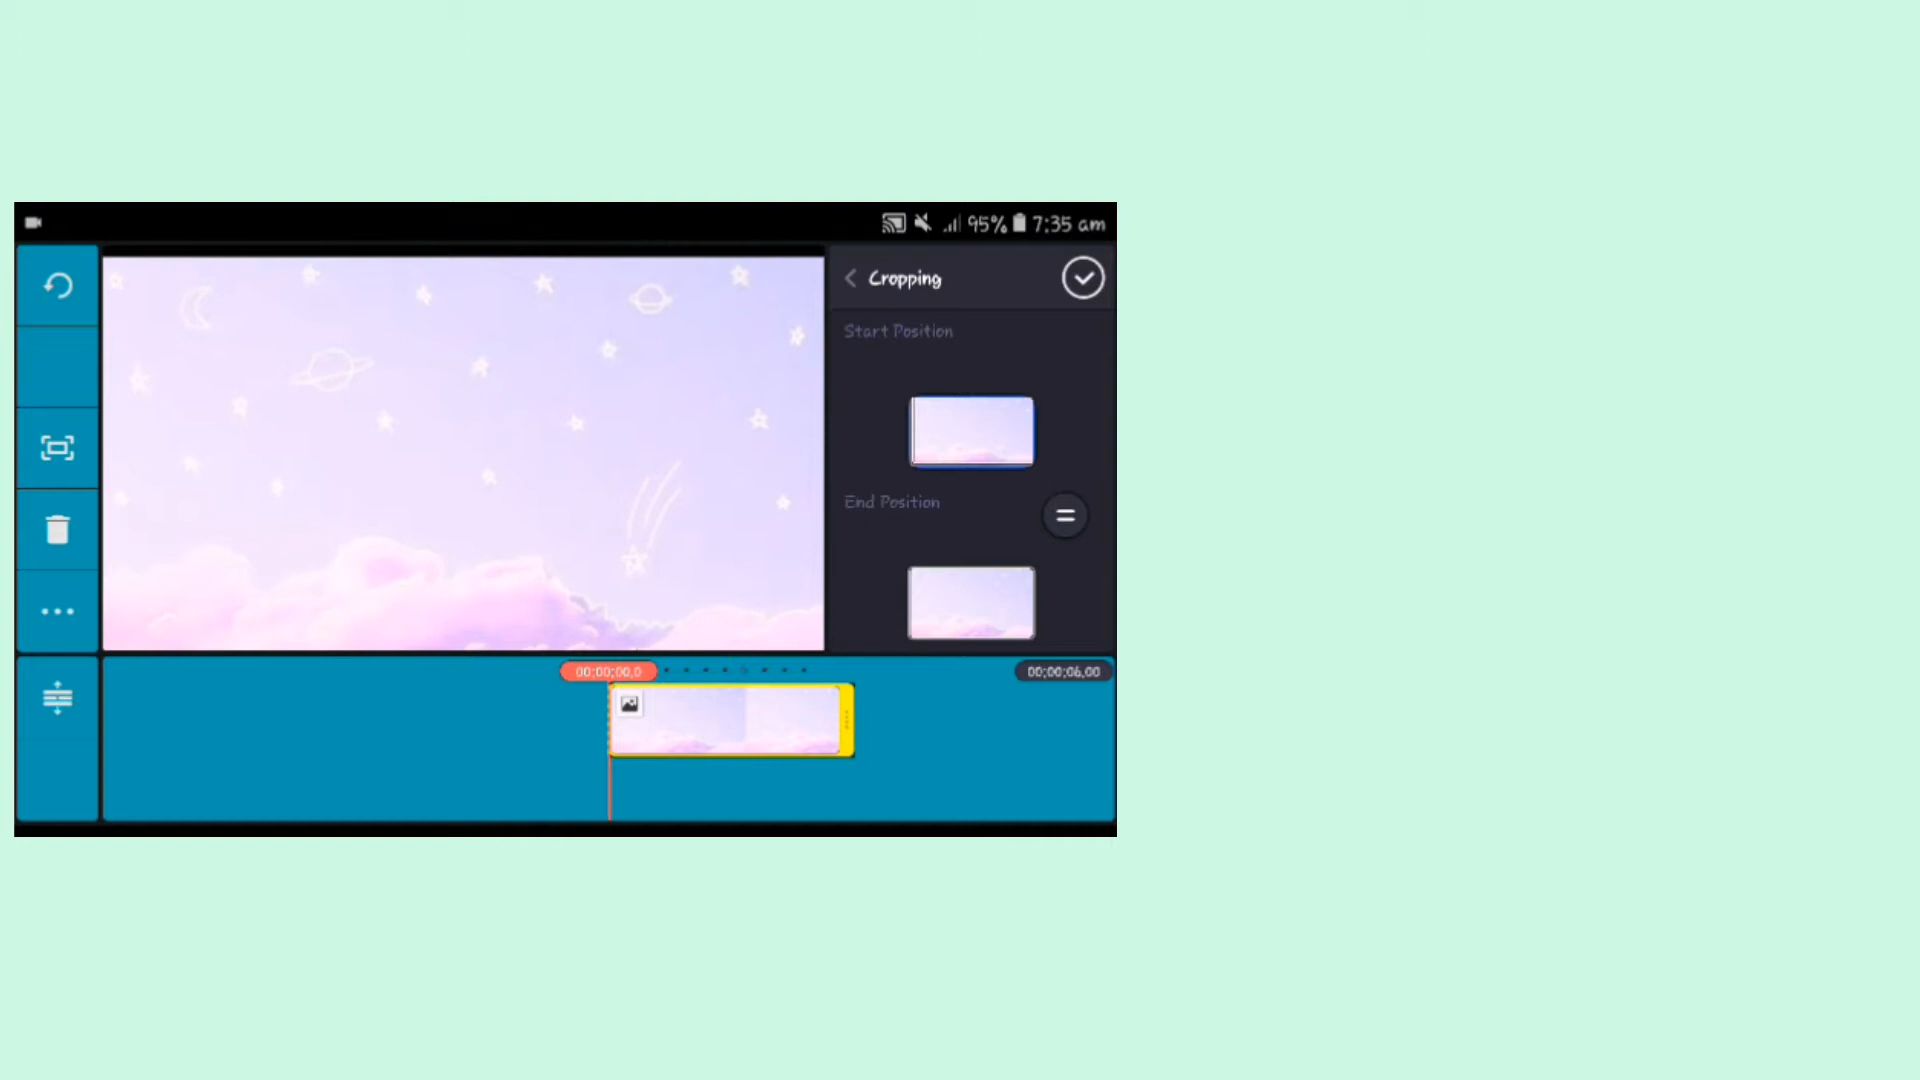 95% 7:35 am
Cropping
Start Position
End Position
00:00:00.0
00:00:06.00